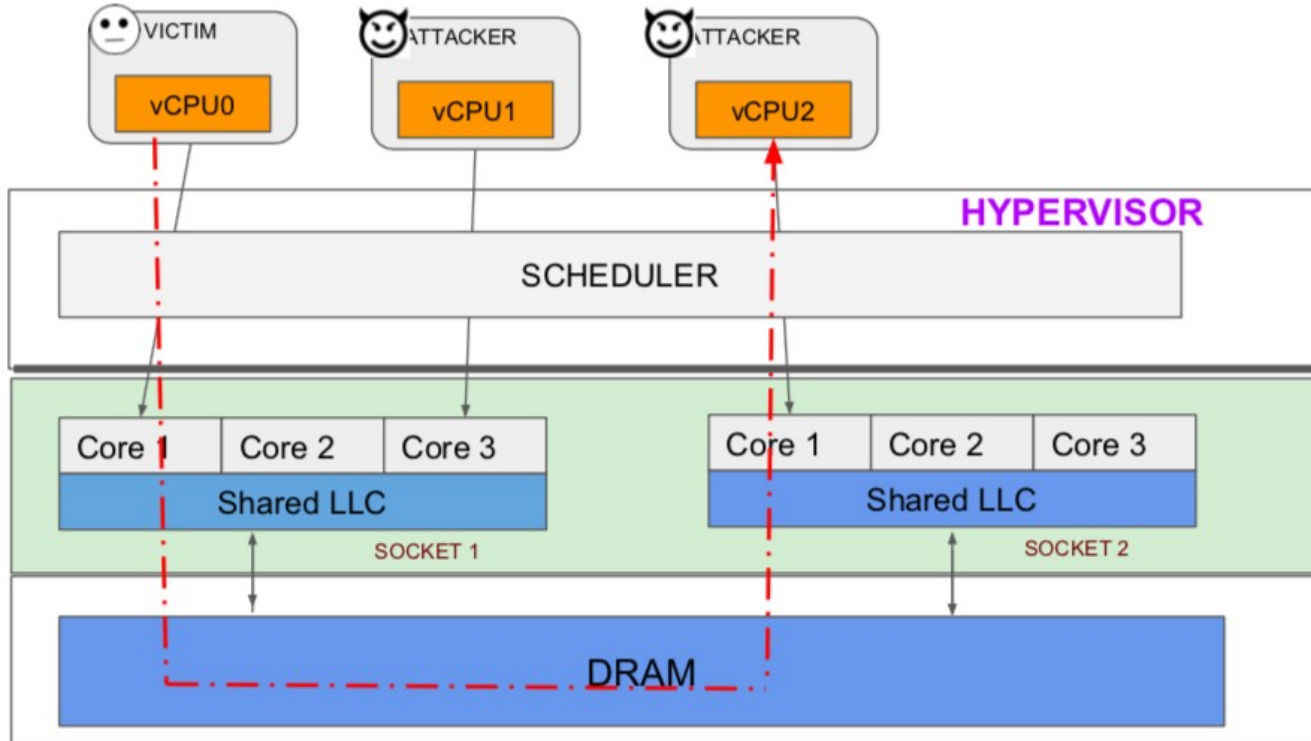 VICTIM
ATTACKER
ATTACKER
vCPU0
vCPU1
vCPU2
HYPERVISOR
SCHEDULER
Core 1
Core 2
Core 3
Core 1
Core 2
Core 3
Shared LLC
Shared LLC
SOCKET 1
SOCKET 2
DRAM